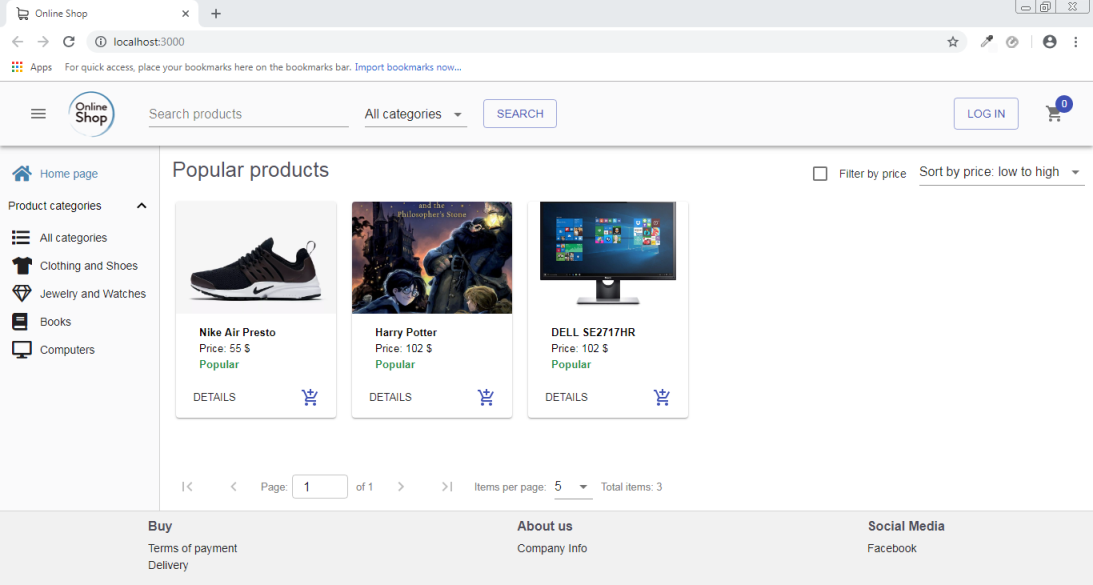 Online Shop
localhost:3000
Apps For quick access, place your bookmarks here on the bookmarks bar. Import bookmarks now...
Online
Shop
Search products
All categories
SEARCH
LOG IN
0
Home page
Product categories
All categories
Clothing and Shoes
Jewelry and Watches
Books
Computers
Popular products
Filter by price
Sort by price: low to high
Nike Air Presto
Price: 55 $
Popular
DETAILS
and the
Philosopher's Stone
Harry Potter
Price: 102 $
Popular
DETAILS
DELL SE2717HR
Price: 102 $
Popular
DETAILS
Page: 1 of 1
Items per page: 5
Total items: 3
Buy
Terms of payment
Delivery
About us
Company Info
Social Media
Facebook